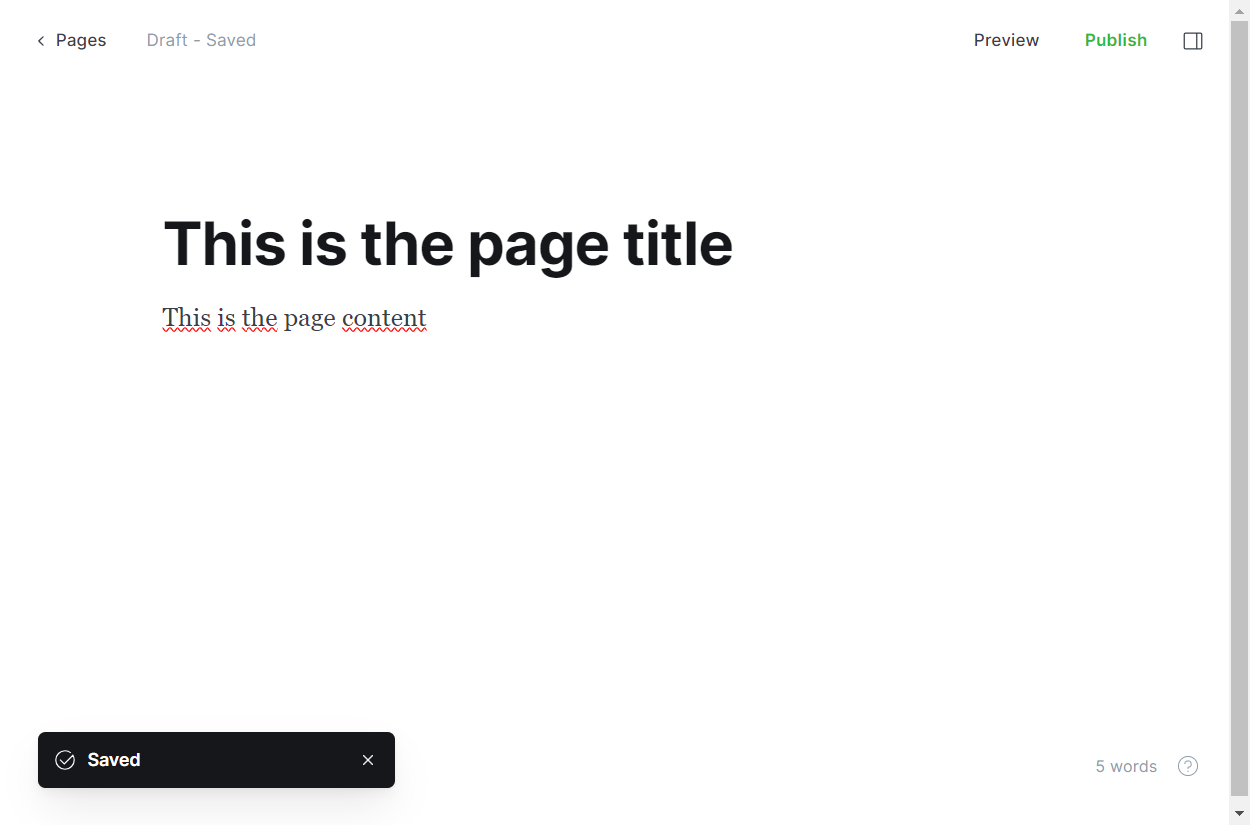 Pages Draft - Saved Preview Publish
This is the page title
This is the page content
Saved
5 words